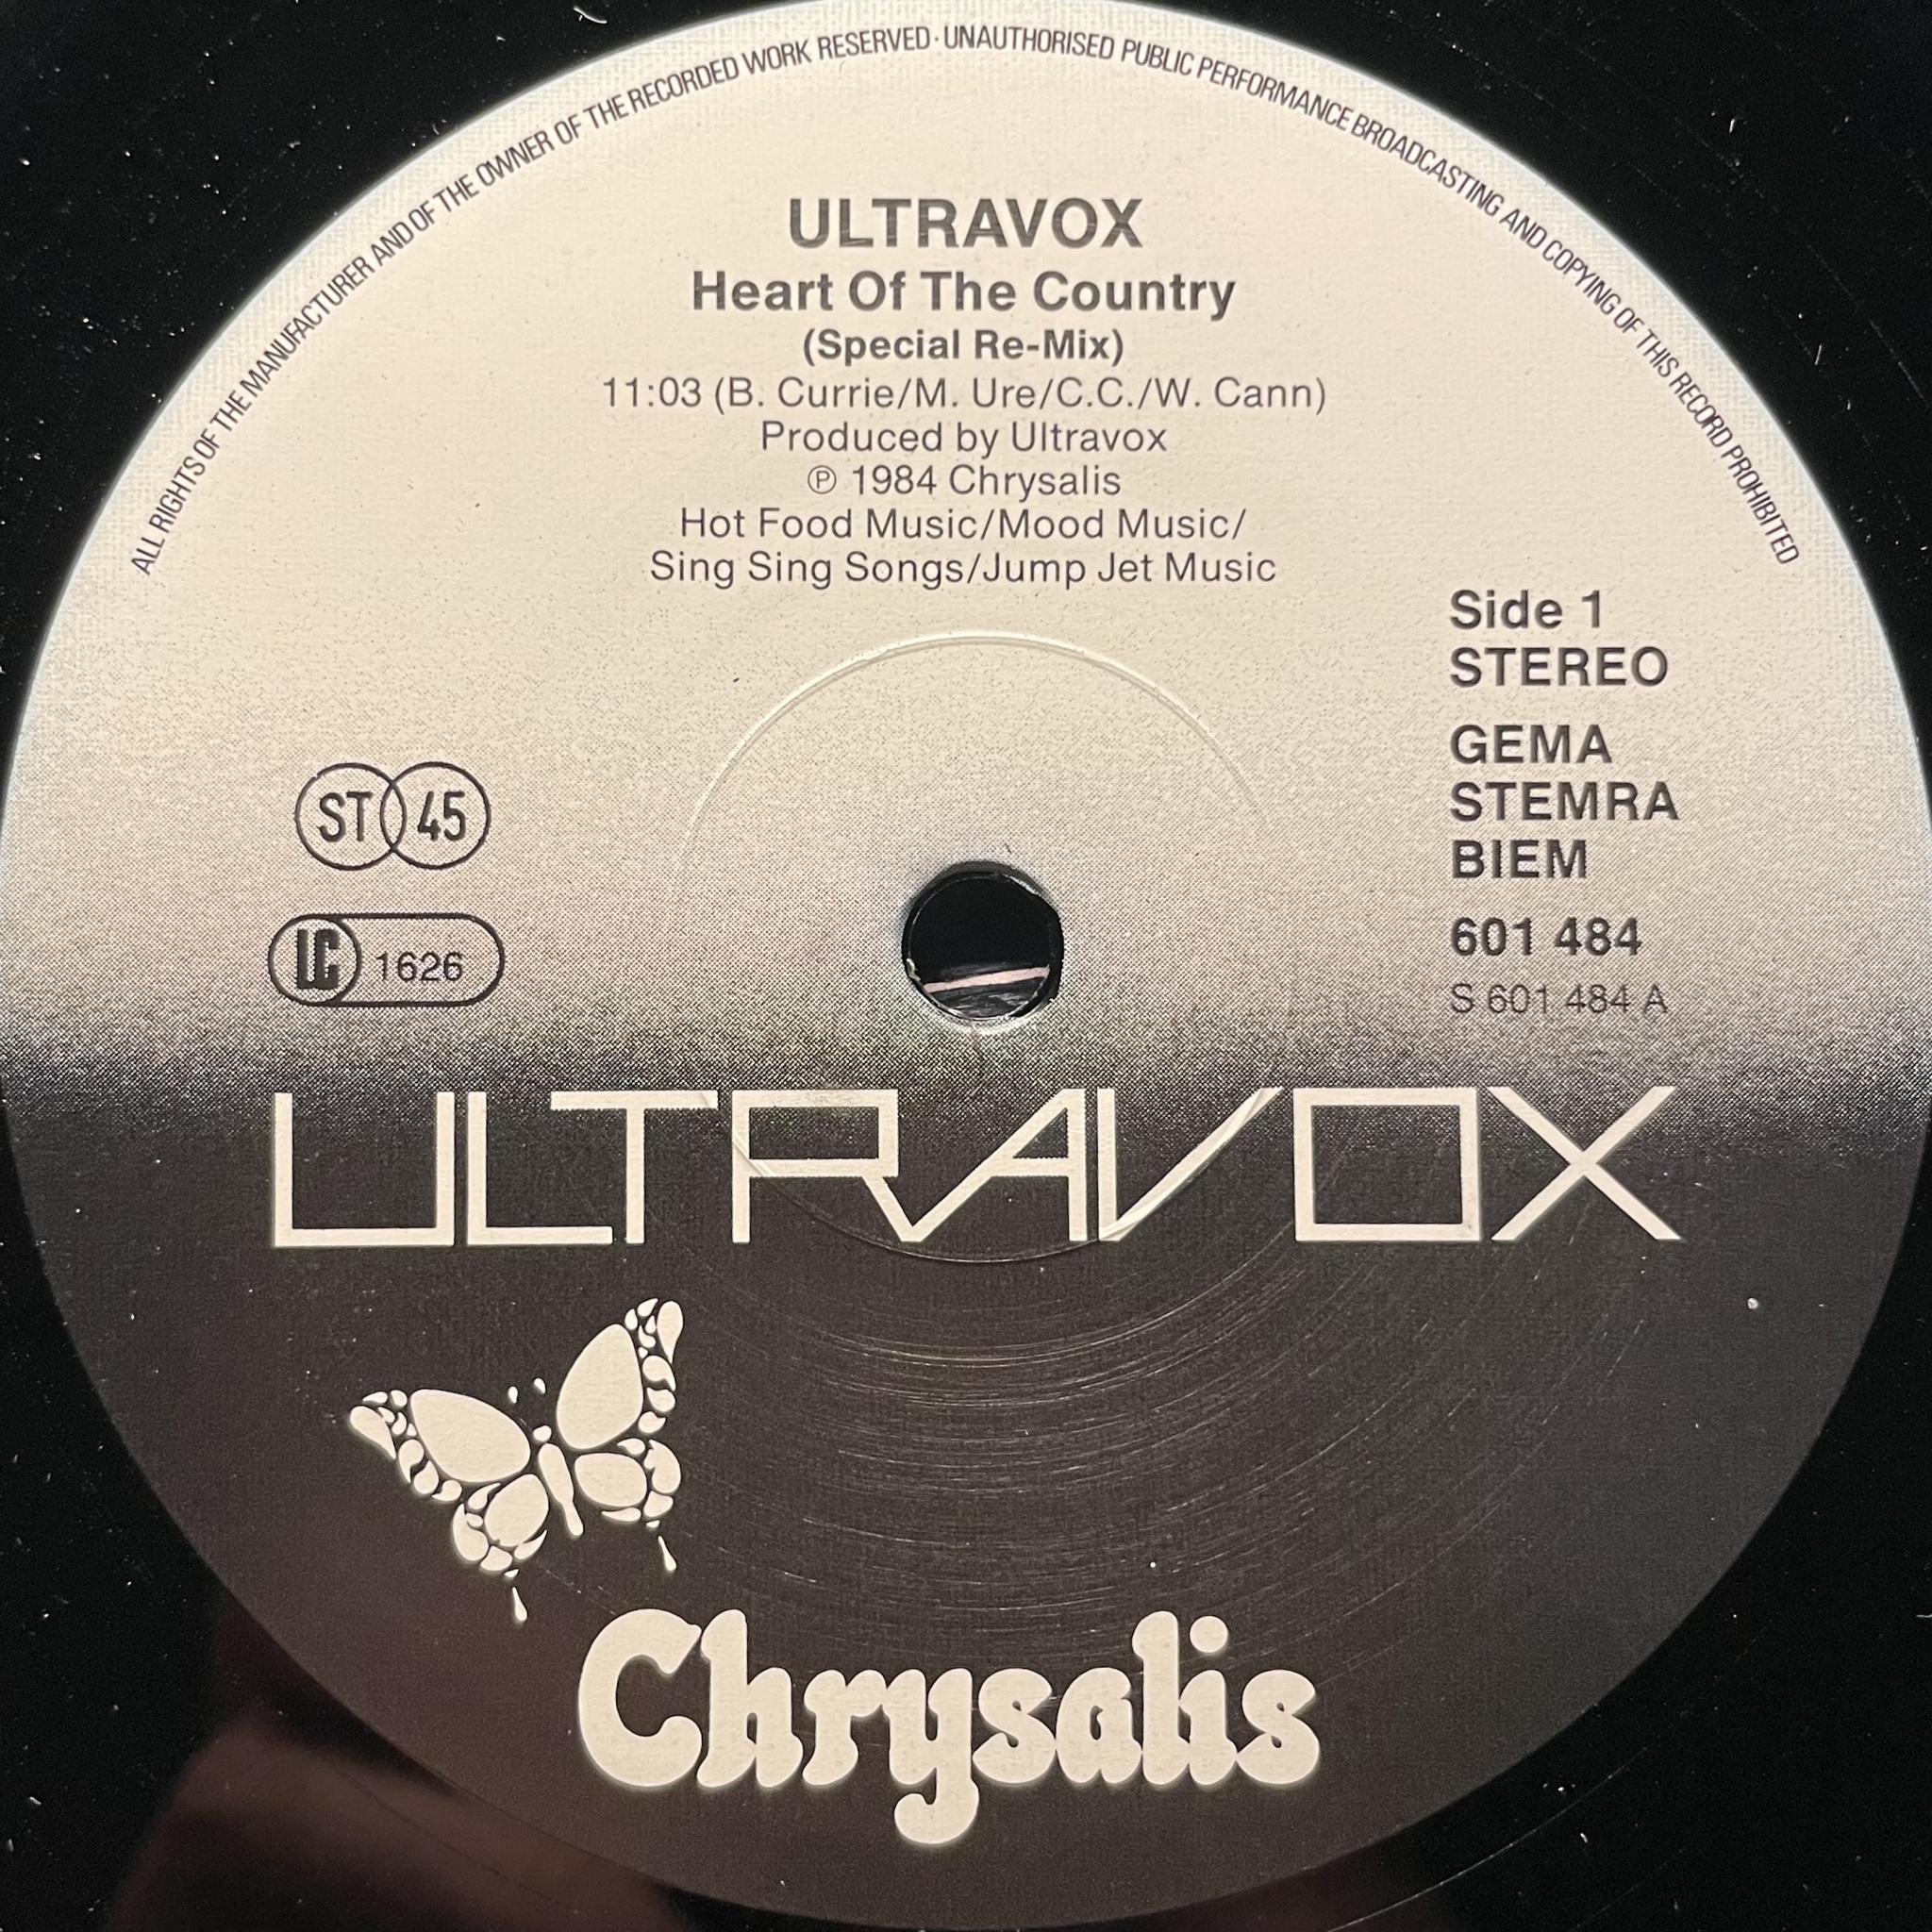 ALL RIGHTS OF THE MANUFACTURER AND OF THE OWNER OF THE RECORDED WORK RESERVED · UNAUTHORISED PUBLIC PERFORMANCE BROADCASTING AND COPYING OF THIS RECORD PROHIBITED
ULTRAVOX
Heart Of The Country
(Special Re-Mix)
11:03 (B. Currie/M. Ure/C.C./W. Cann)
Produced by Ultravox
℗ 1984 Chrysalis
Hot Food Music/Mood Music/
Sing Sing Songs/Jump Jet Music
Side 1
STEREO
GEMA
STEMRA
BIEM
601 484
S 601 484 A
ST 45
LC 1626
ULTRAVOX
Chrysalis